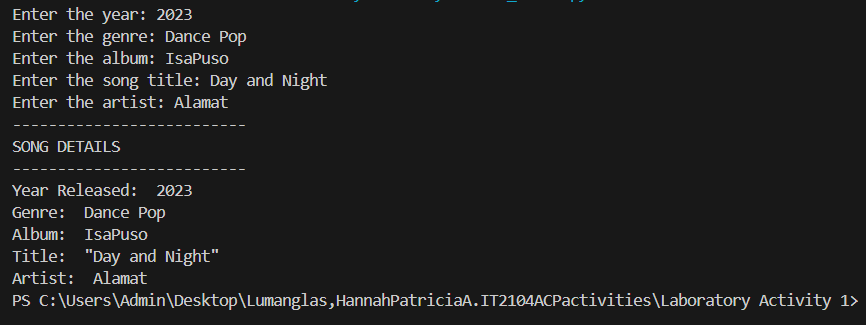 Enter the year: 2023
Enter the genre: Dance Pop
Enter the album: IsaPuso
Enter the song title: Day and Night
Enter the artist: Alamat
--------------------------
SONG DETAILS
--------------------------
Year Released:  2023
Genre:  Dance Pop
Album:  IsaPuso
Title:  "Day and Night"
Artist:  Alamat
PS C:\Users\Admin\Desktop\Lumanglas,HannahPatriciaA.IT2104ACPactivities\Laboratory Activity 1>